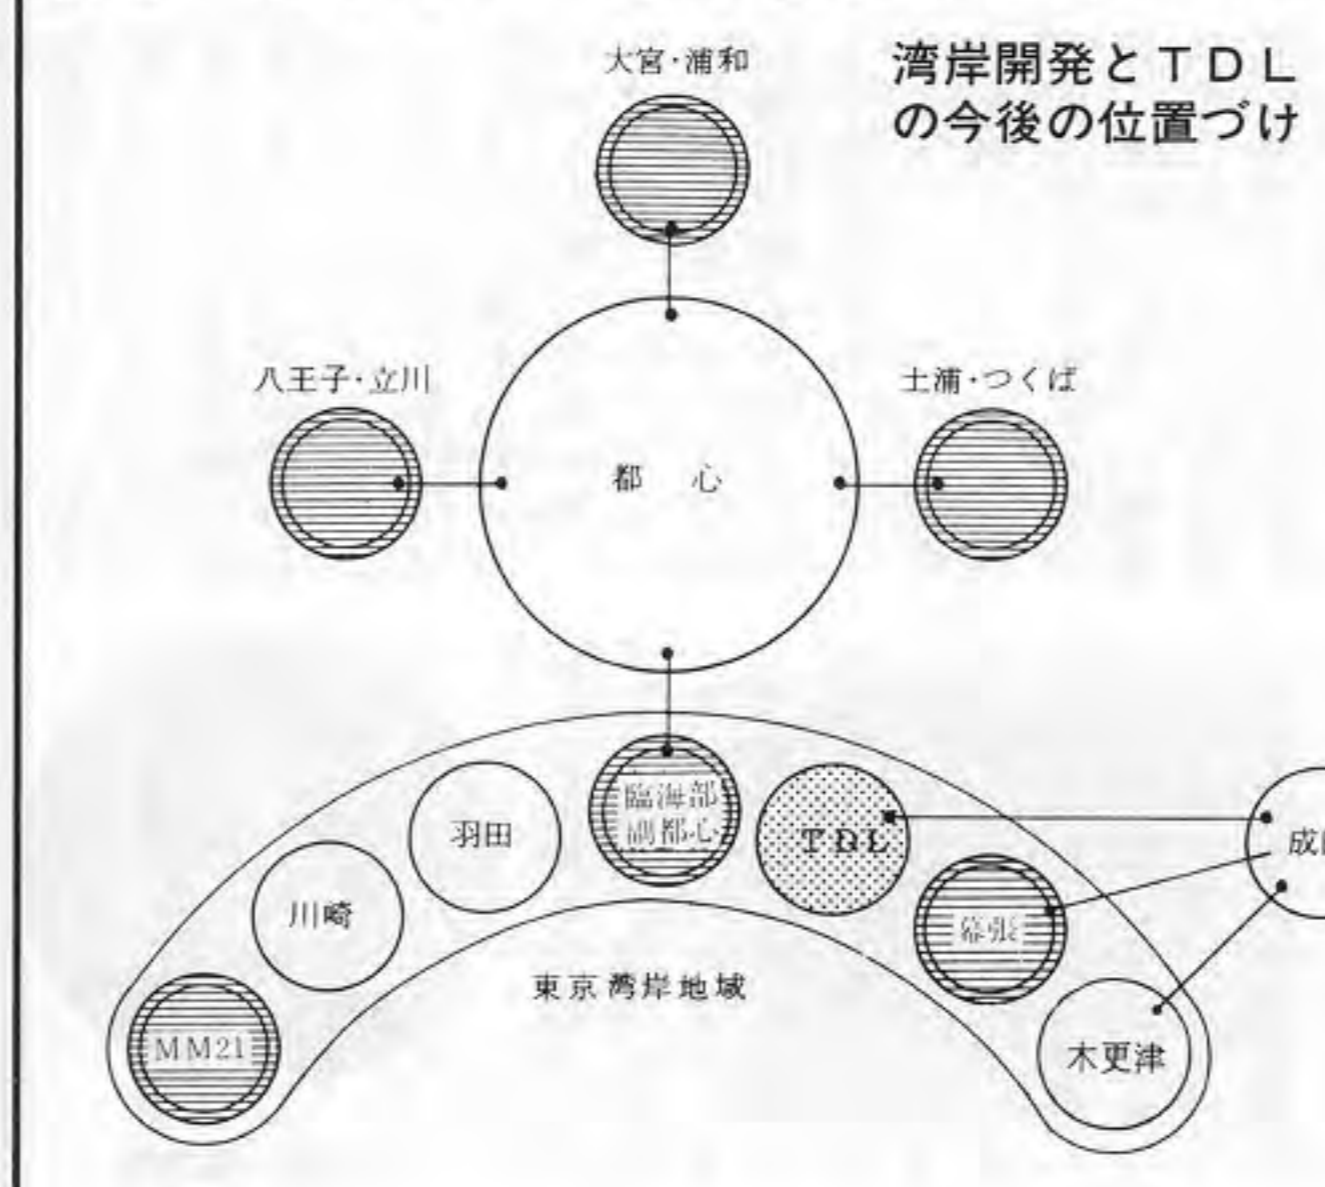 湾岸開発とTDL
の今後の位置づけ
大宮・浦和
八王子・立川
土浦・つくば
都 心
臨海部
副都心
TDL
羽田
川崎
幕張
MM21
木更津
東京湾岸地域
成